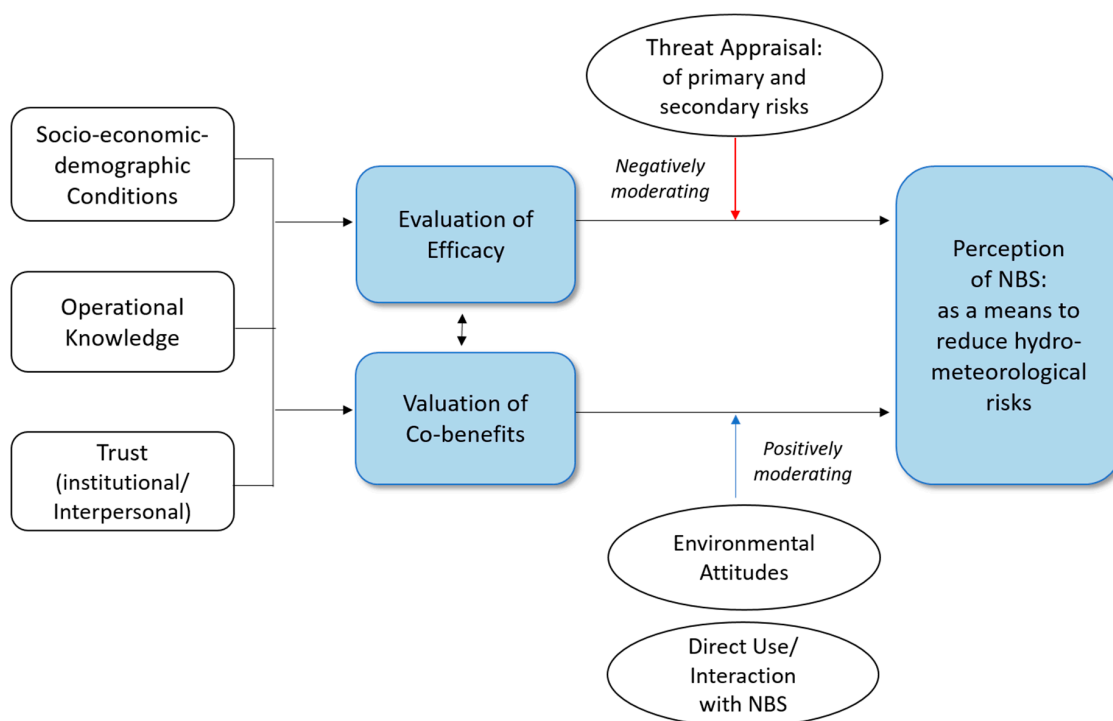 Threat Appraisal:
of primary and
secondary risks
Socio-economic-
demographic
Conditions
Negatively
moderating
Evaluation of
Efficacy
Operational
Knowledge
Perception
of NBS:
as a means to
reduce hydro-
meteorological
risks
Valuation of
Co-benefits
Trust
(institutional/
Interpersonal)
Positively
moderating
Environmental
Attitudes
Direct Use/
Interaction
with NBS